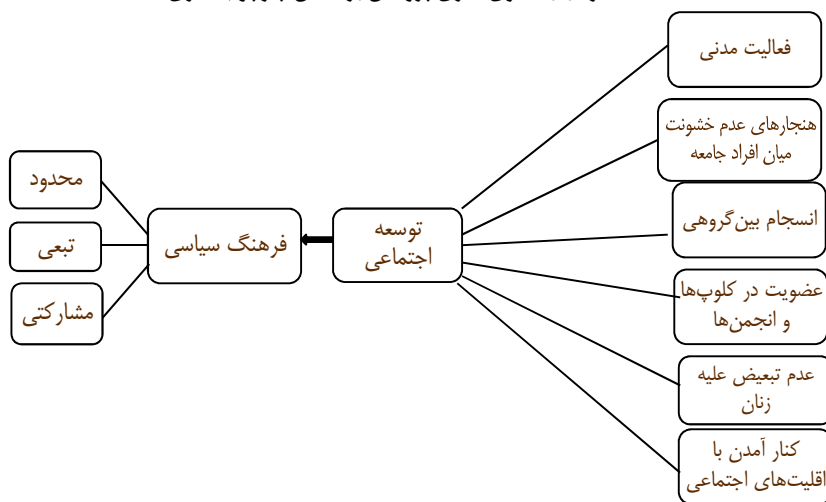 فعالیت مدنی
هنجارهای عدم خشونت
میان افراد جامعه
انسجام بین‌گروهی
عضویت در کلوپ‌ها
و انجمن‌ها
عدم تبعیض علیه
زنان
کنار آمدن با
اقلیت‌های اجتماعی
توسعه
اجتماعی
فرهنگ سیاسی
محدود
تبعی
مشارکتی